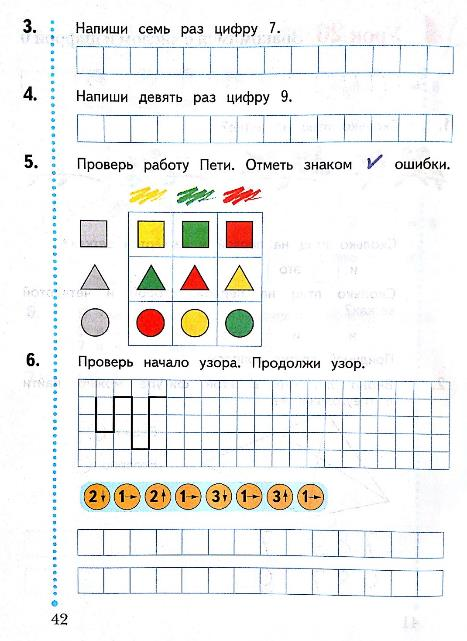 3. Напиши семь раз цифру 7.
4. Напиши девять раз цифру 9.
5. Проверь работу Пети. Отметь знаком ✓ ошибки.
6. Проверь начало узора. Продолжи узор.
2↓ 1→ 2↑ 1→ 3↓ 1→ 3↑ 1→
42